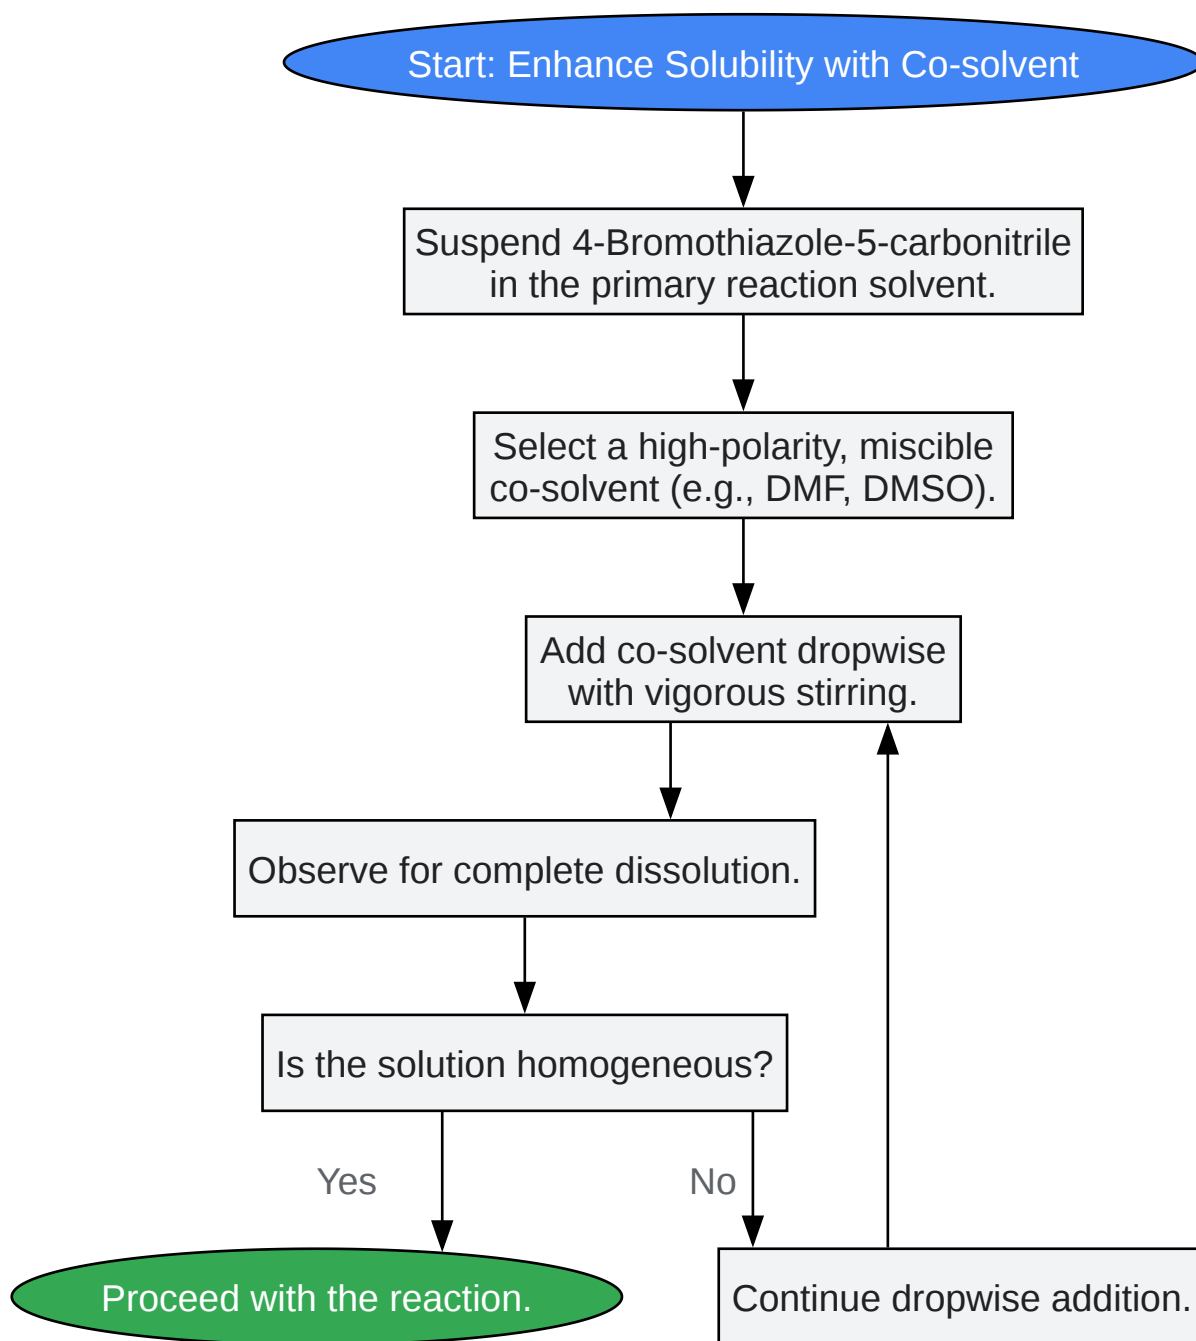 Start: Enhance Solubility with Co-solvent
Suspend 4-Bromothiazole-5-carbonitrile
in the primary reaction solvent.
Select a high-polarity, miscible
co-solvent (e.g., DMF, DMSO).
Add co-solvent dropwise
with vigorous stirring.
Observe for complete dissolution.
Is the solution homogeneous?
Yes
No
Proceed with the reaction.
Continue dropwise addition.